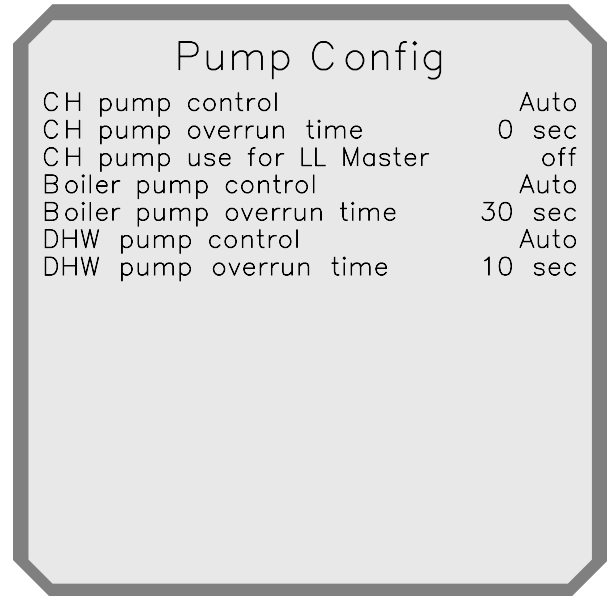 Pump Config
CH pump control Auto
CH pump overrun time 0 sec
CH pump use for LL Master off
Boiler pump control Auto
Boiler pump overrun time 30 sec
DHW pump control Auto
DHW pump overrun time 10 sec